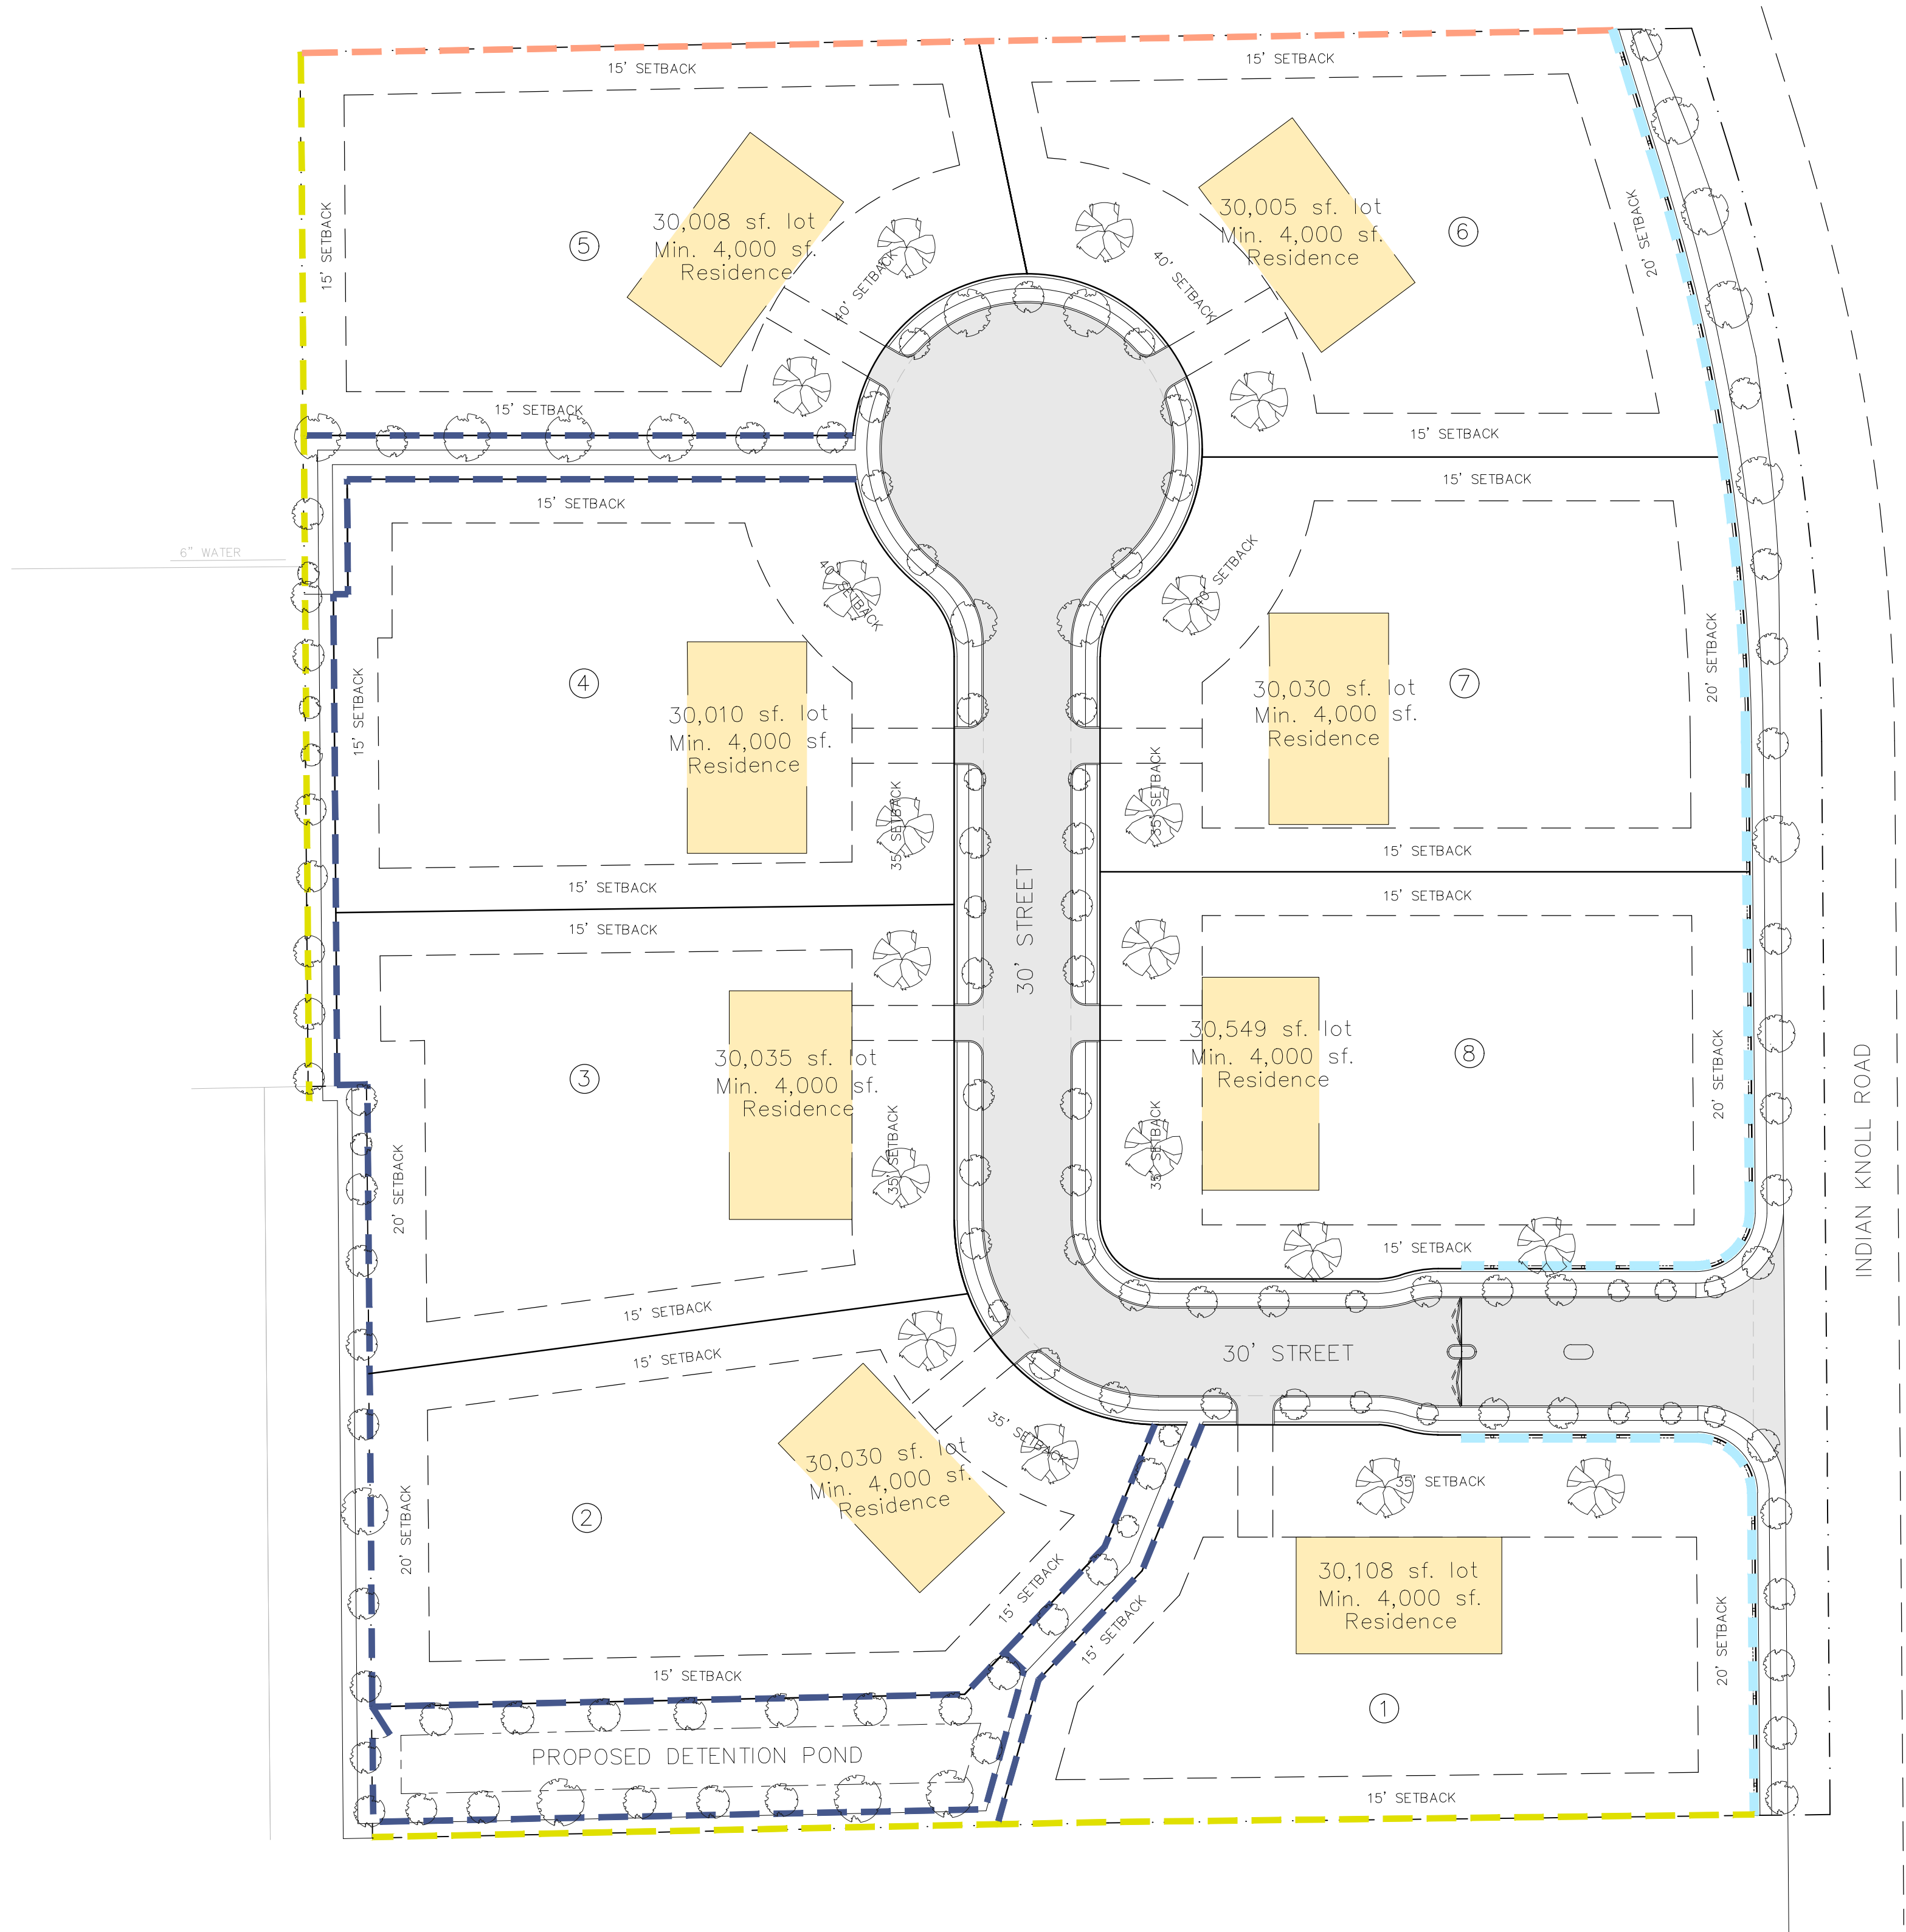 15' SETBACK
15' SETBACK
15' SETBACK
30,008 sf. lot
Min. 4,000 sf.
Residence
5
40' SETBACK
15' SETBACK
30,005 sf. lot
Min. 4,000 sf.
Residence
6
40' SETBACK
20' SETBACK
15' SETBACK
6" WATER
15' SETBACK
40' SETBACK
4
15' SETBACK
30,010 sf. lot
Min. 4,000 sf.
Residence
35' SETBACK
15' SETBACK
15' SETBACK
40' SETBACK
30,030 sf. lot
Min. 4,000 sf.
Residence
7
20' SETBACK
35' SETBACK
15' SETBACK
30' STREET
15' SETBACK
3
30,035 sf. lot
Min. 4,000 sf.
Residence
35' SETBACK
20' SETBACK
15' SETBACK
15' SETBACK
30,549 sf. lot
Min. 4,000 sf.
Residence
8
35' SETBACK
20' SETBACK
15' SETBACK
INDIAN KNOLL ROAD
30' STREET
15' SETBACK
35' SETBACK
30,030 sf. lot
Min. 4,000 sf.
Residence
2
20' SETBACK
15' SETBACK
15' SETBACK
15' SETBACK
35' SETBACK
30,108 sf. lot
Min. 4,000 sf.
Residence
20' SETBACK
1
PROPOSED DETENTION POND
15' SETBACK